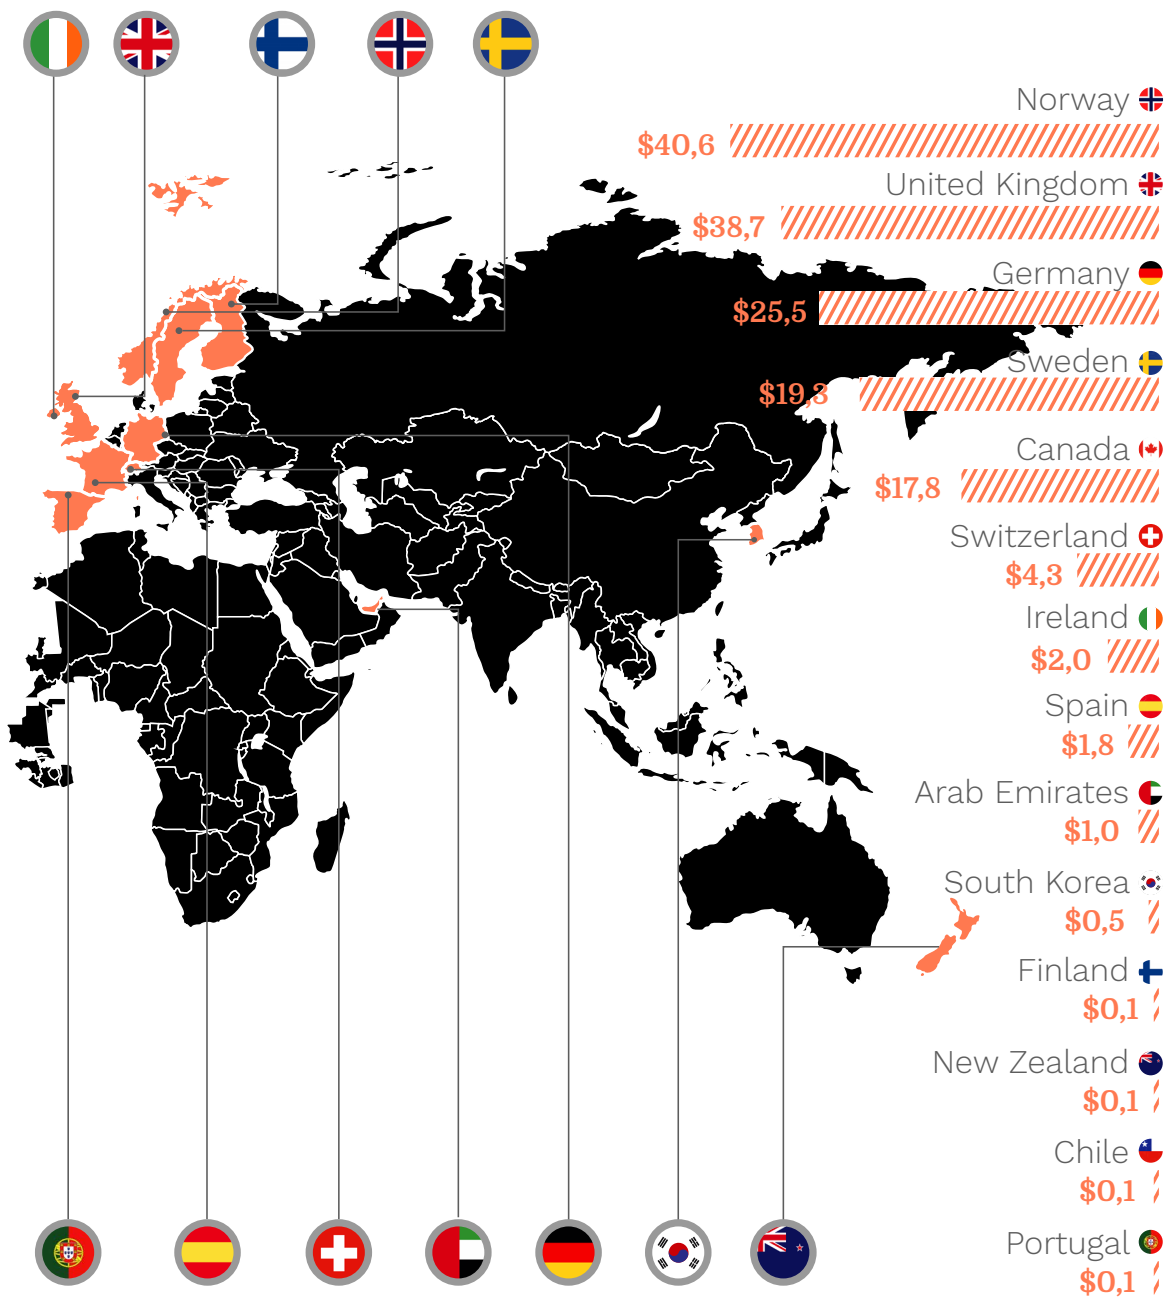 Norway
$40,6
United Kingdom
$38,7
Germany
$25,5
Sweden
$19,3
Canada
$17,8
Switzerland
$4,3
Ireland
$2,0
Spain
$1,8
Arab Emirates
$1,0
South Korea
$0,5
Finland
$0,1
New Zealand
$0,1
Chile
$0,1
Portugal
$0,1